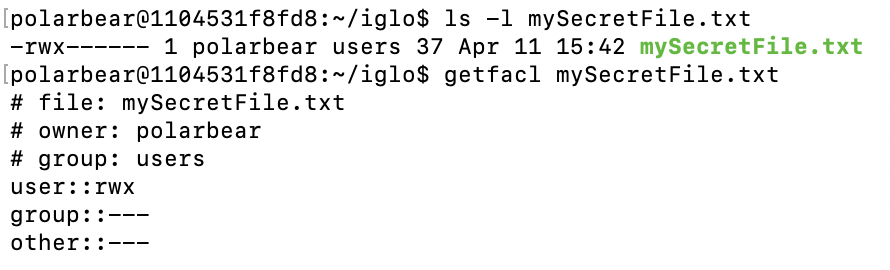 [polarbear@1104531f8fd8:~/iglo$ ls -l mySecretFile.txt
-rwx------ 1 polarbear users 37 Apr 11 15:42 mySecretFile.txt
[polarbear@1104531f8fd8:~/iglo$ getfacl mySecretFile.txt
# file: mySecretFile.txt
# owner: polarbear
# group: users
user::rwx
group::---
other::---